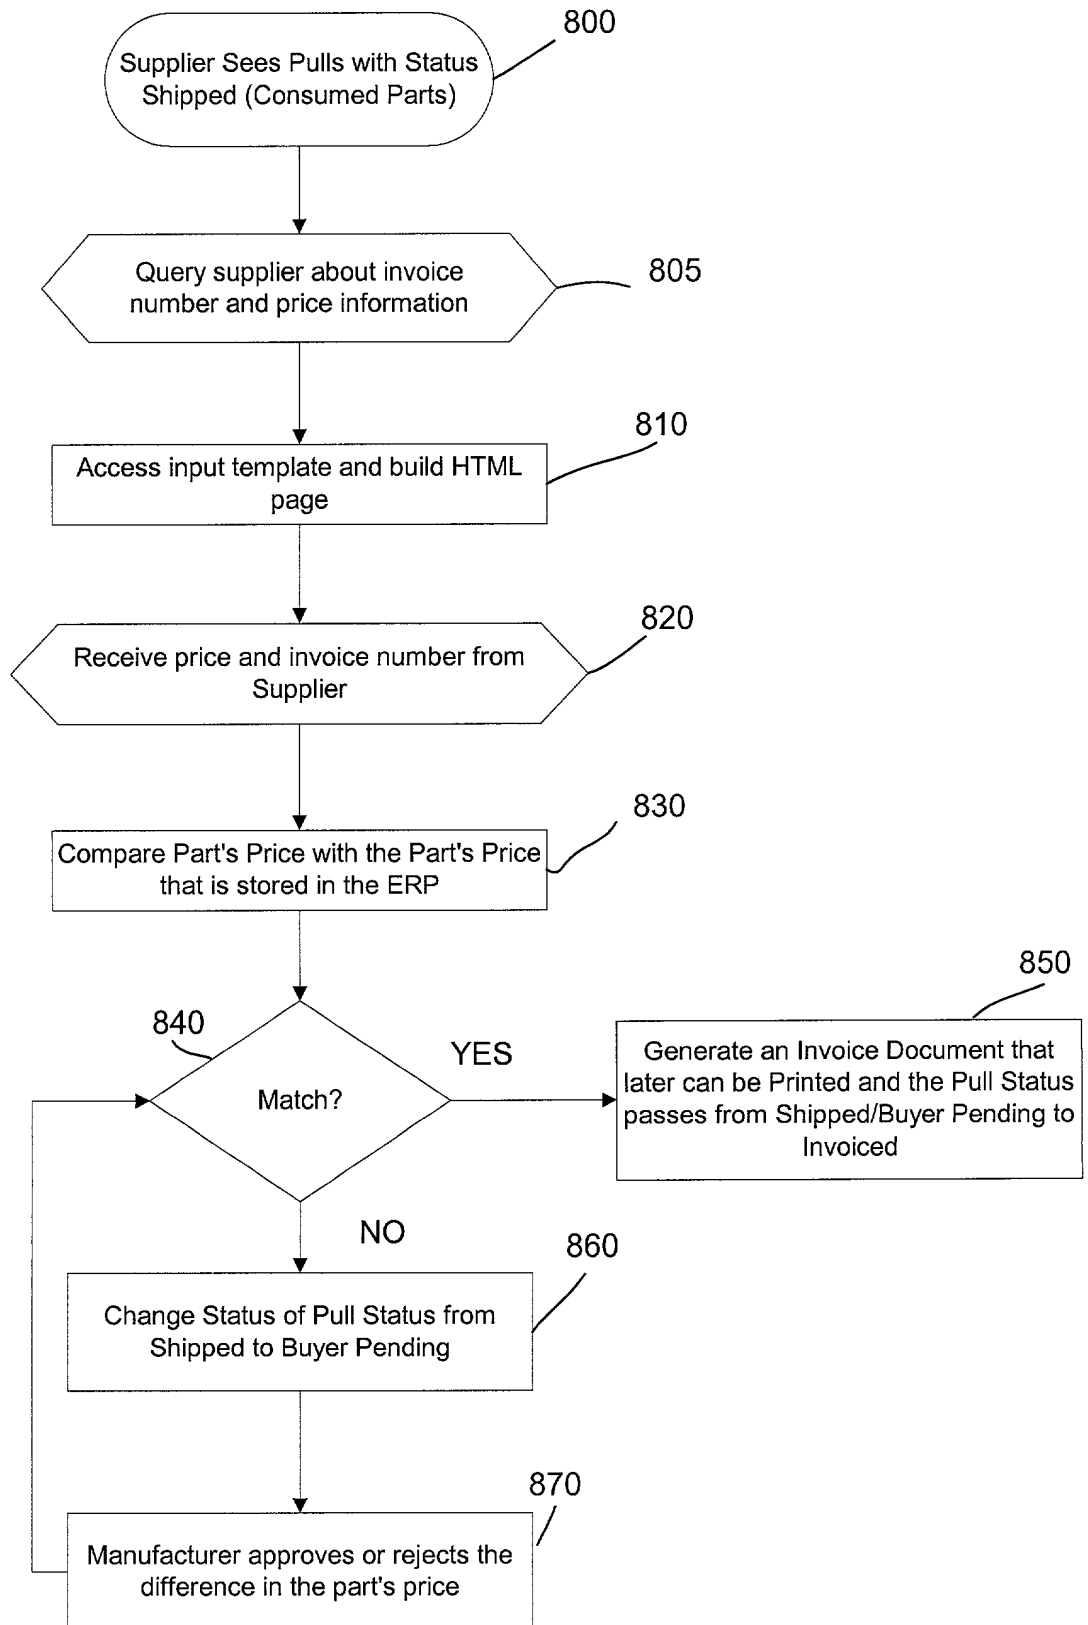 800
Supplier Sees Pulls with Status
Shipped (Consumed Parts)
805
Query supplier about invoice
number and price information
810
Access input template and build HTML
page
820
Receive price and invoice number from
Supplier
830
Compare Part's Price with the Part's Price
that is stored in the ERP
840
Match?
YES
850
Generate an Invoice Document that
later can be Printed and the Pull Status
passes from Shipped/Buyer Pending to
Invoiced
NO
860
Change Status of Pull Status from
Shipped to Buyer Pending
870
Manufacturer approves or rejects the
difference in the part's price